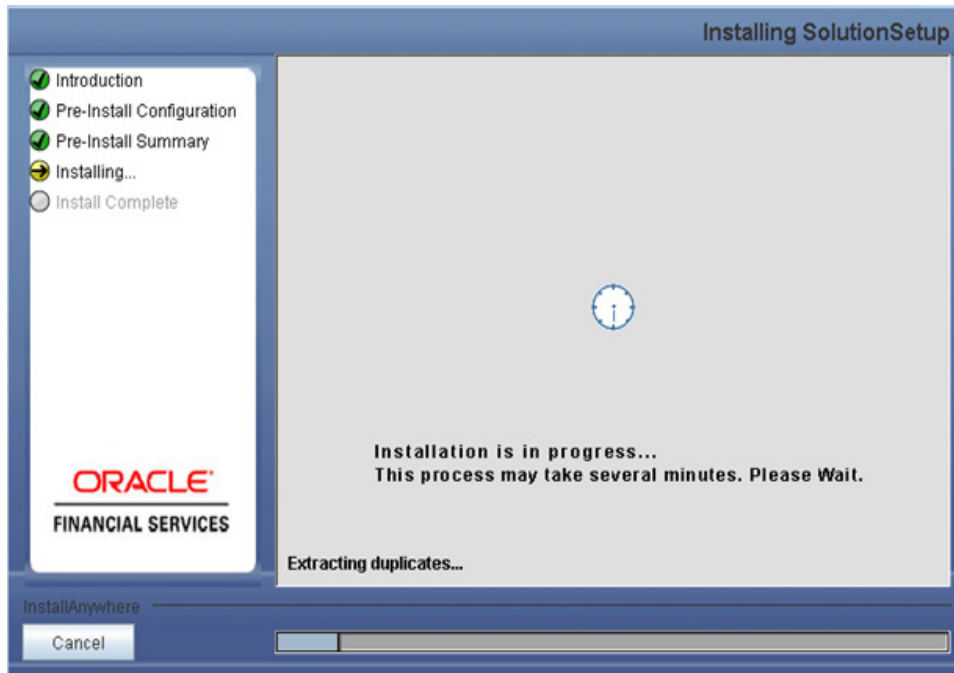 Installing SolutionSetup
Introduction
Pre-Install Configuration
Pre-Install Summary
Installing...
Install Complete
ORACLE
FINANCIAL SERVICES
Installation is in progress...
This process may take several minutes. Please Wait.
Extracting duplicates...
InstallAnywhere
Cancel